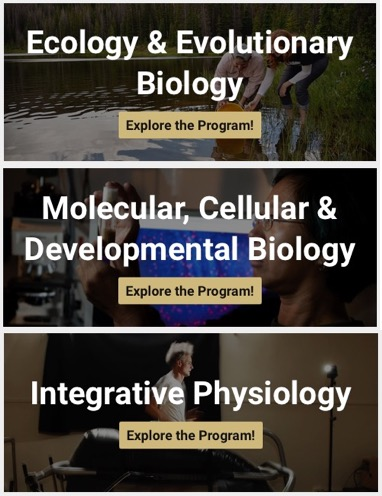 Ecology & Evolutionary
Biology
Explore the Program!
Molecular, Cellular &
Developmental Biology
Explore the Program!
Integrative Physiology
Explore the Program!